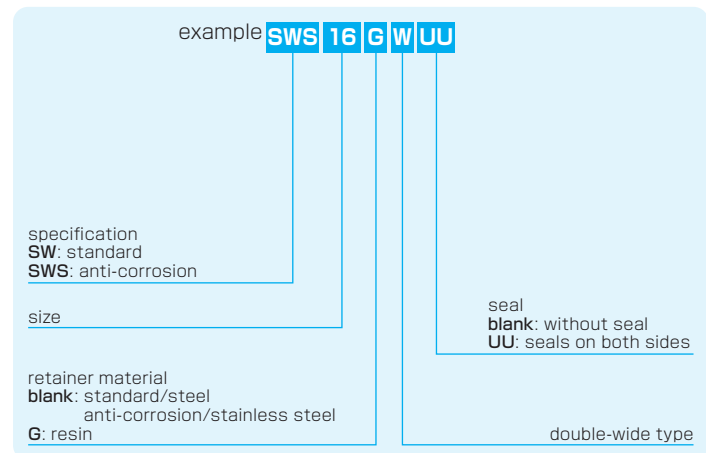 example SWS 16 G W UU
specification
SW: standard
SWS: anti-corrosion
size
seal
blank: without seal
UU: seals on both sides
retainer material
blank: standard/steel
anti-corrosion/stainless steel
G: resin
double-wide type